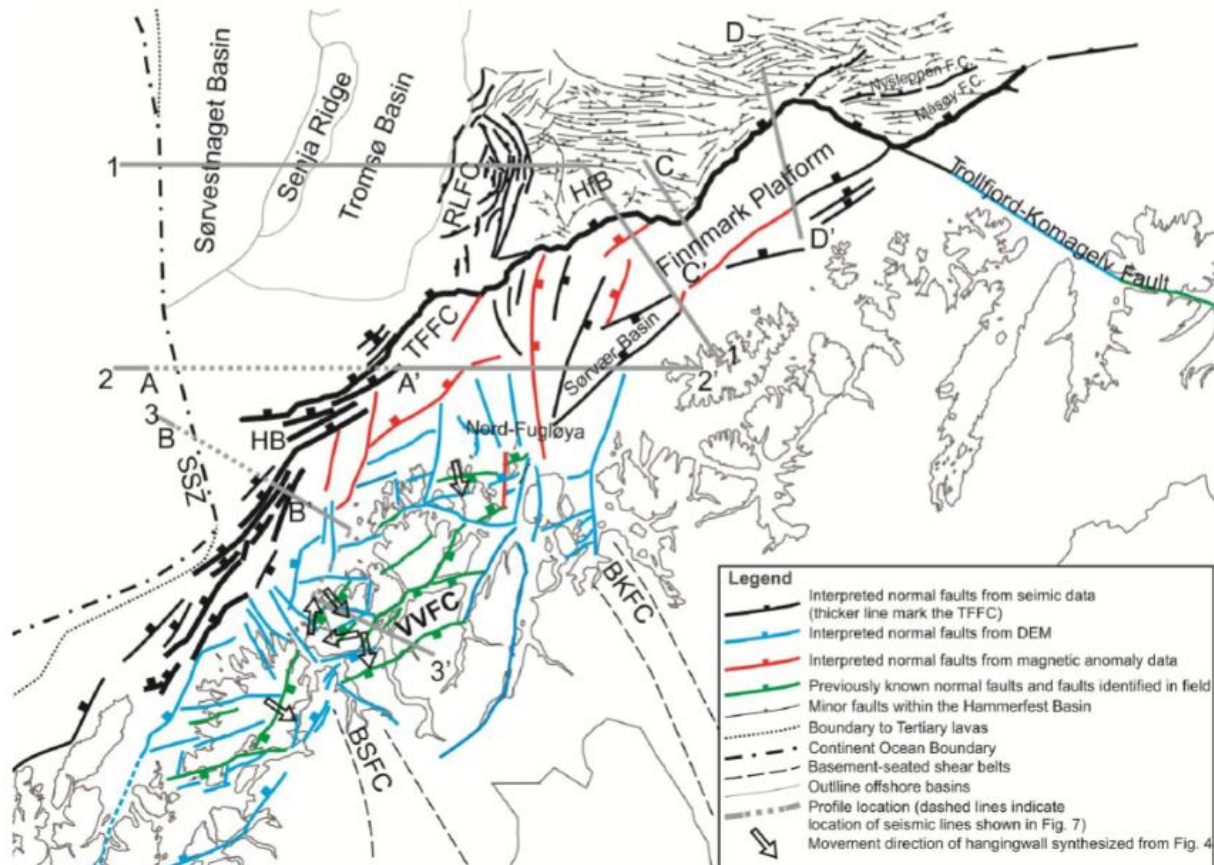 D
Nysleppen F.C.
Måsøy F.C.
Sørvestnaget Basin
Senja Ridge
Tromsø Basin
1
RLFC
HfB
C
Finnmark Platform
Trollfjord-Komagelv Fault
D'
C'
TFFC
Sørvær Basin
1'
2
A
A'
2'
3
B
HB
Nord-Fugløya
SSZ
B'
BKFC
VVFC
3'
BSFC
Legend
Interpreted normal faults from seimic data
(thicker line mark the TFFC)
Interpreted normal faults from DEM
Interpreted normal faults from magnetic anomaly data
Previously known normal faults and faults identified in field
Minor faults within the Hammerfest Basin
Boundary to Tertiary lavas
Continent Ocean Boundary
Basement-seated shear belts
Outlline offshore basins
Profile location (dashed lines indicate
location of seismic lines shown in Fig. 7)
Movement direction of hangingwall synthesized from Fig. 4